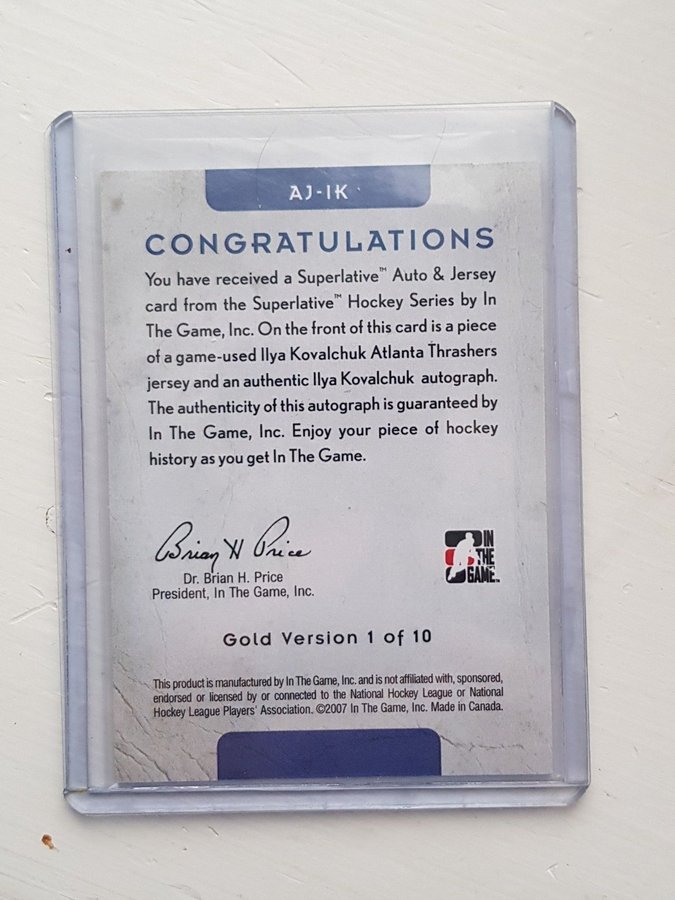 AJ-IK
CONGRATULATIONS
You have received a Superlative™ Auto & Jersey
card from the Superlative™ Hockey Series by In
The Game, Inc. On the front of this card is a piece
of a game-used Ilya Kovalchuk Atlanta Thrashers
jersey and an authentic Ilya Kovalchuk autograph.
The authenticity of this autograph is guaranteed by
In The Game, Inc. Enjoy your piece of hockey
history as you get In The Game.
Brian H Price
Dr. Brian H. Price
President, In The Game, Inc.
IN
THE
GAME
Gold Version 1 of 10
This product is manufactured by In The Game, Inc. and is not affiliated with, sponsored,
endorsed or licensed by or connected to the National Hockey League or National
Hockey League Players' Association. ©2007 In The Game, Inc. Made in Canada.